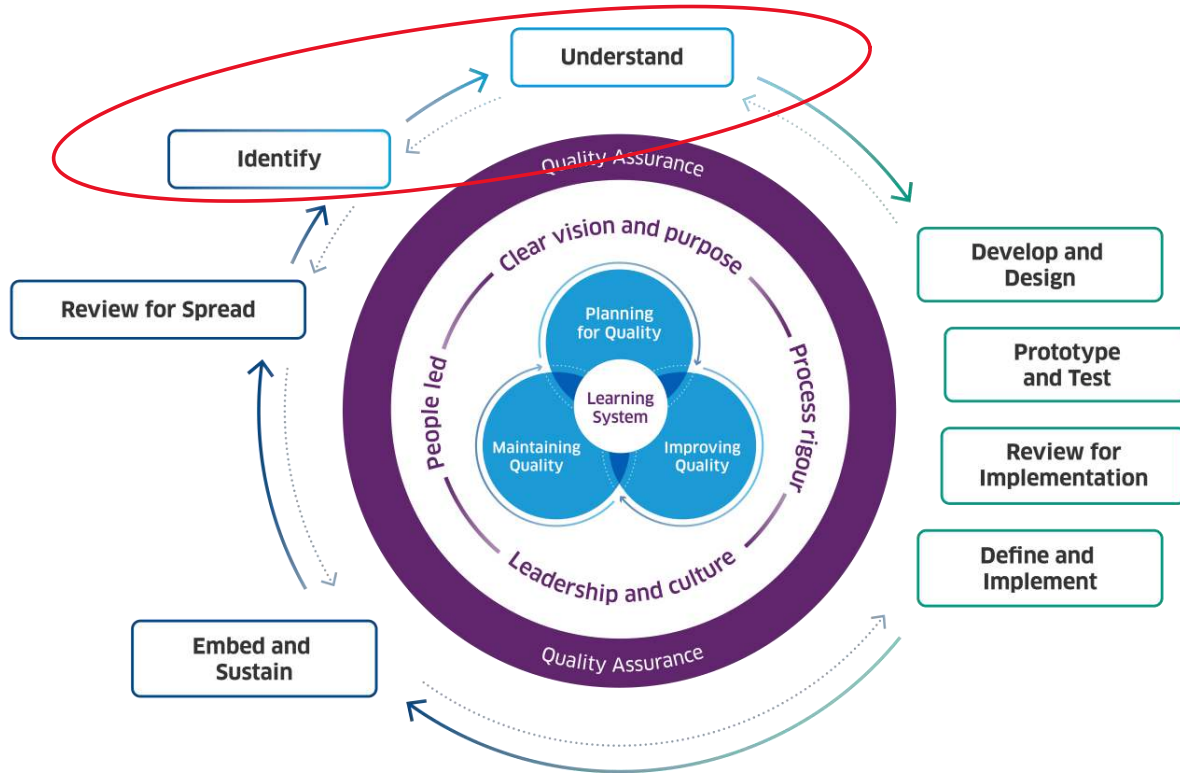 Understand
Identify
Quality Assurance
Clear vision and purpose
Develop and
Design
Review for Spread
Planning
for Quality
Prototype
and Test
People led
Process rigour
Learning
System
Maintaining
Quality
Improving
Quality
Review for
Implementation
Leadership and culture
Define and
Implement
Embed and
Sustain
Quality Assurance